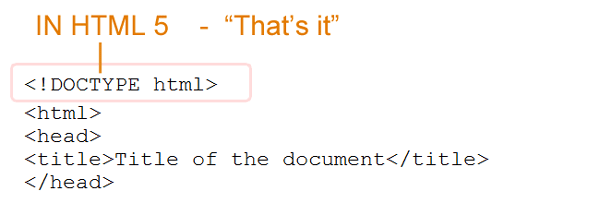 IN HTML 5 - “That’s it”
<!DOCTYPE html>
<html>
<head>
<title>Title of the document</title>
</head>